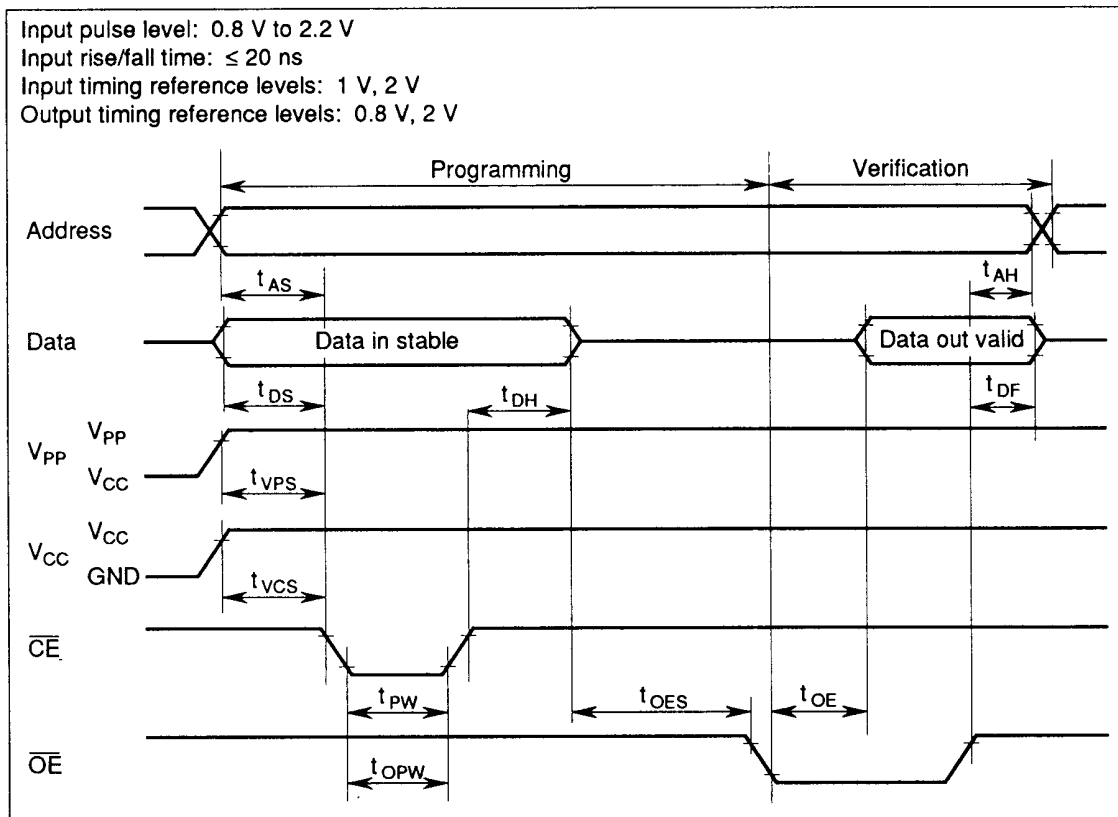 Input pulse level: 0.8 V to 2.2 V
Input rise/fall time: ≤ 20 ns
Input timing reference levels: 1 V, 2 V
Output timing reference levels: 0.8 V, 2 V
Programming
Verification
Address
tAS
tAH
Data
Data in stable
Data out valid
tDS
tDH
tDF
VPP
VPP
VCC
tVPS
VCC
VCC
GND
tVCS
CE
tPW
tOES
tOE
OE
tOPW